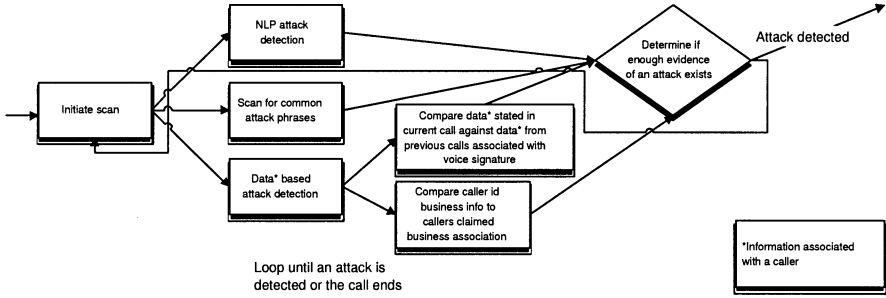 NLP attack
detection
Determine if
enough evidence
of an attack exists
Attack detected
Initiate scan
Scan for common
attack phrases
Compare data* stated in
current call against data* from
previous calls associated with
voice signature
Data* based
attack detection
Compare caller id
business info to
callers claimed
business association
*Information associated
with a caller
Loop until an attack is
detected or the call ends